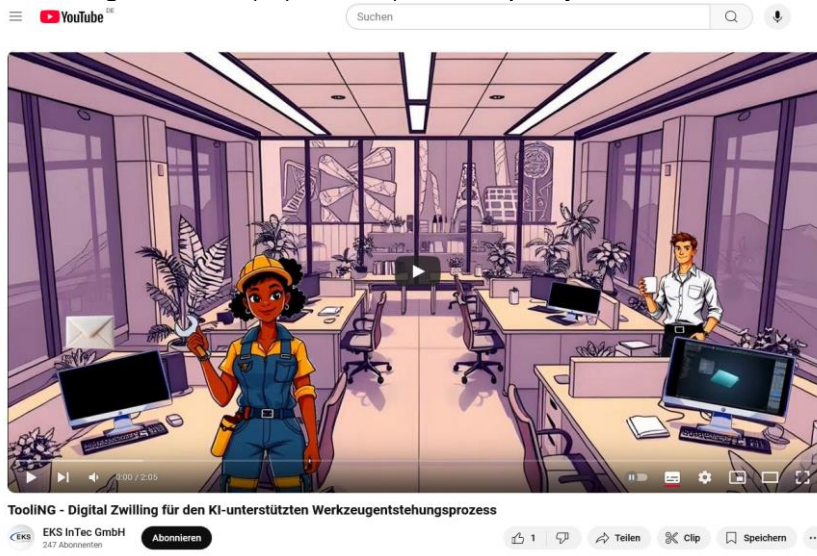 YouTube DE
Suchen
0:00 / 2:05
TooliNG - Digital Zwilling für den KI-unterstützten Werkzeugentstehungsprozess
EKS
EKS InTec GmbH
247 Abonnenten
Abonnieren
1
Teilen
Clip
Speichern